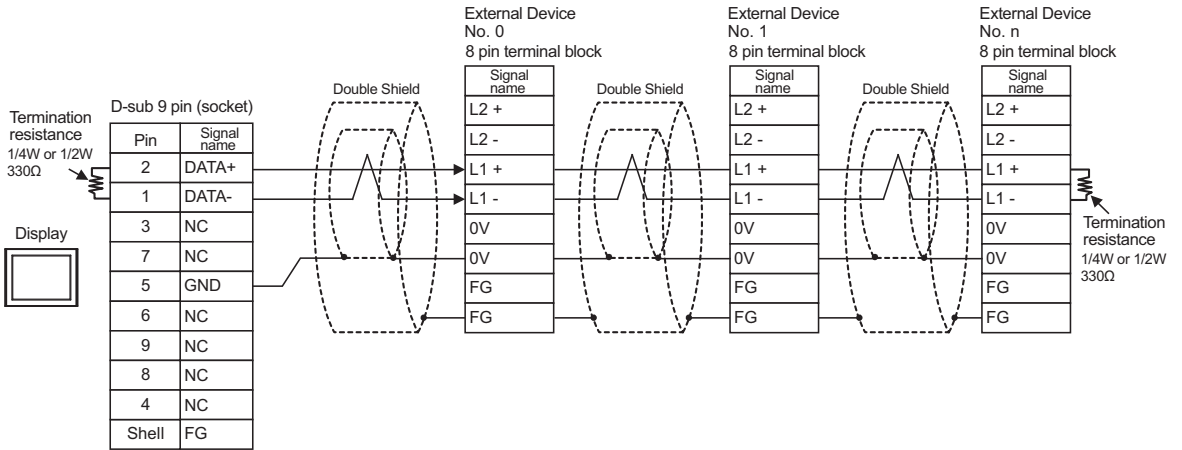 External Device
No. 0
8 pin terminal block
External Device
No. 1
8 pin terminal block
External Device
No. n
8 pin terminal block
Termination
resistance
1/4W or 1/2W
330Ω
Display
D-sub 9 pin (socket)
Pin Signal name
2 DATA+
1 DATA-
3 NC
7 NC
5 GND
6 NC
9 NC
8 NC
4 NC
Shell FG
Double Shield
Signal
name
L2 +
L2 -
L1 +
L1 -
0V
0V
FG
FG
Double Shield
Signal
name
L2 +
L2 -
L1 +
L1 -
0V
0V
FG
FG
Double Shield
Signal
name
L2 +
L2 -
L1 +
L1 -
0V
0V
FG
FG
Termination
resistance
1/4W or 1/2W
330Ω